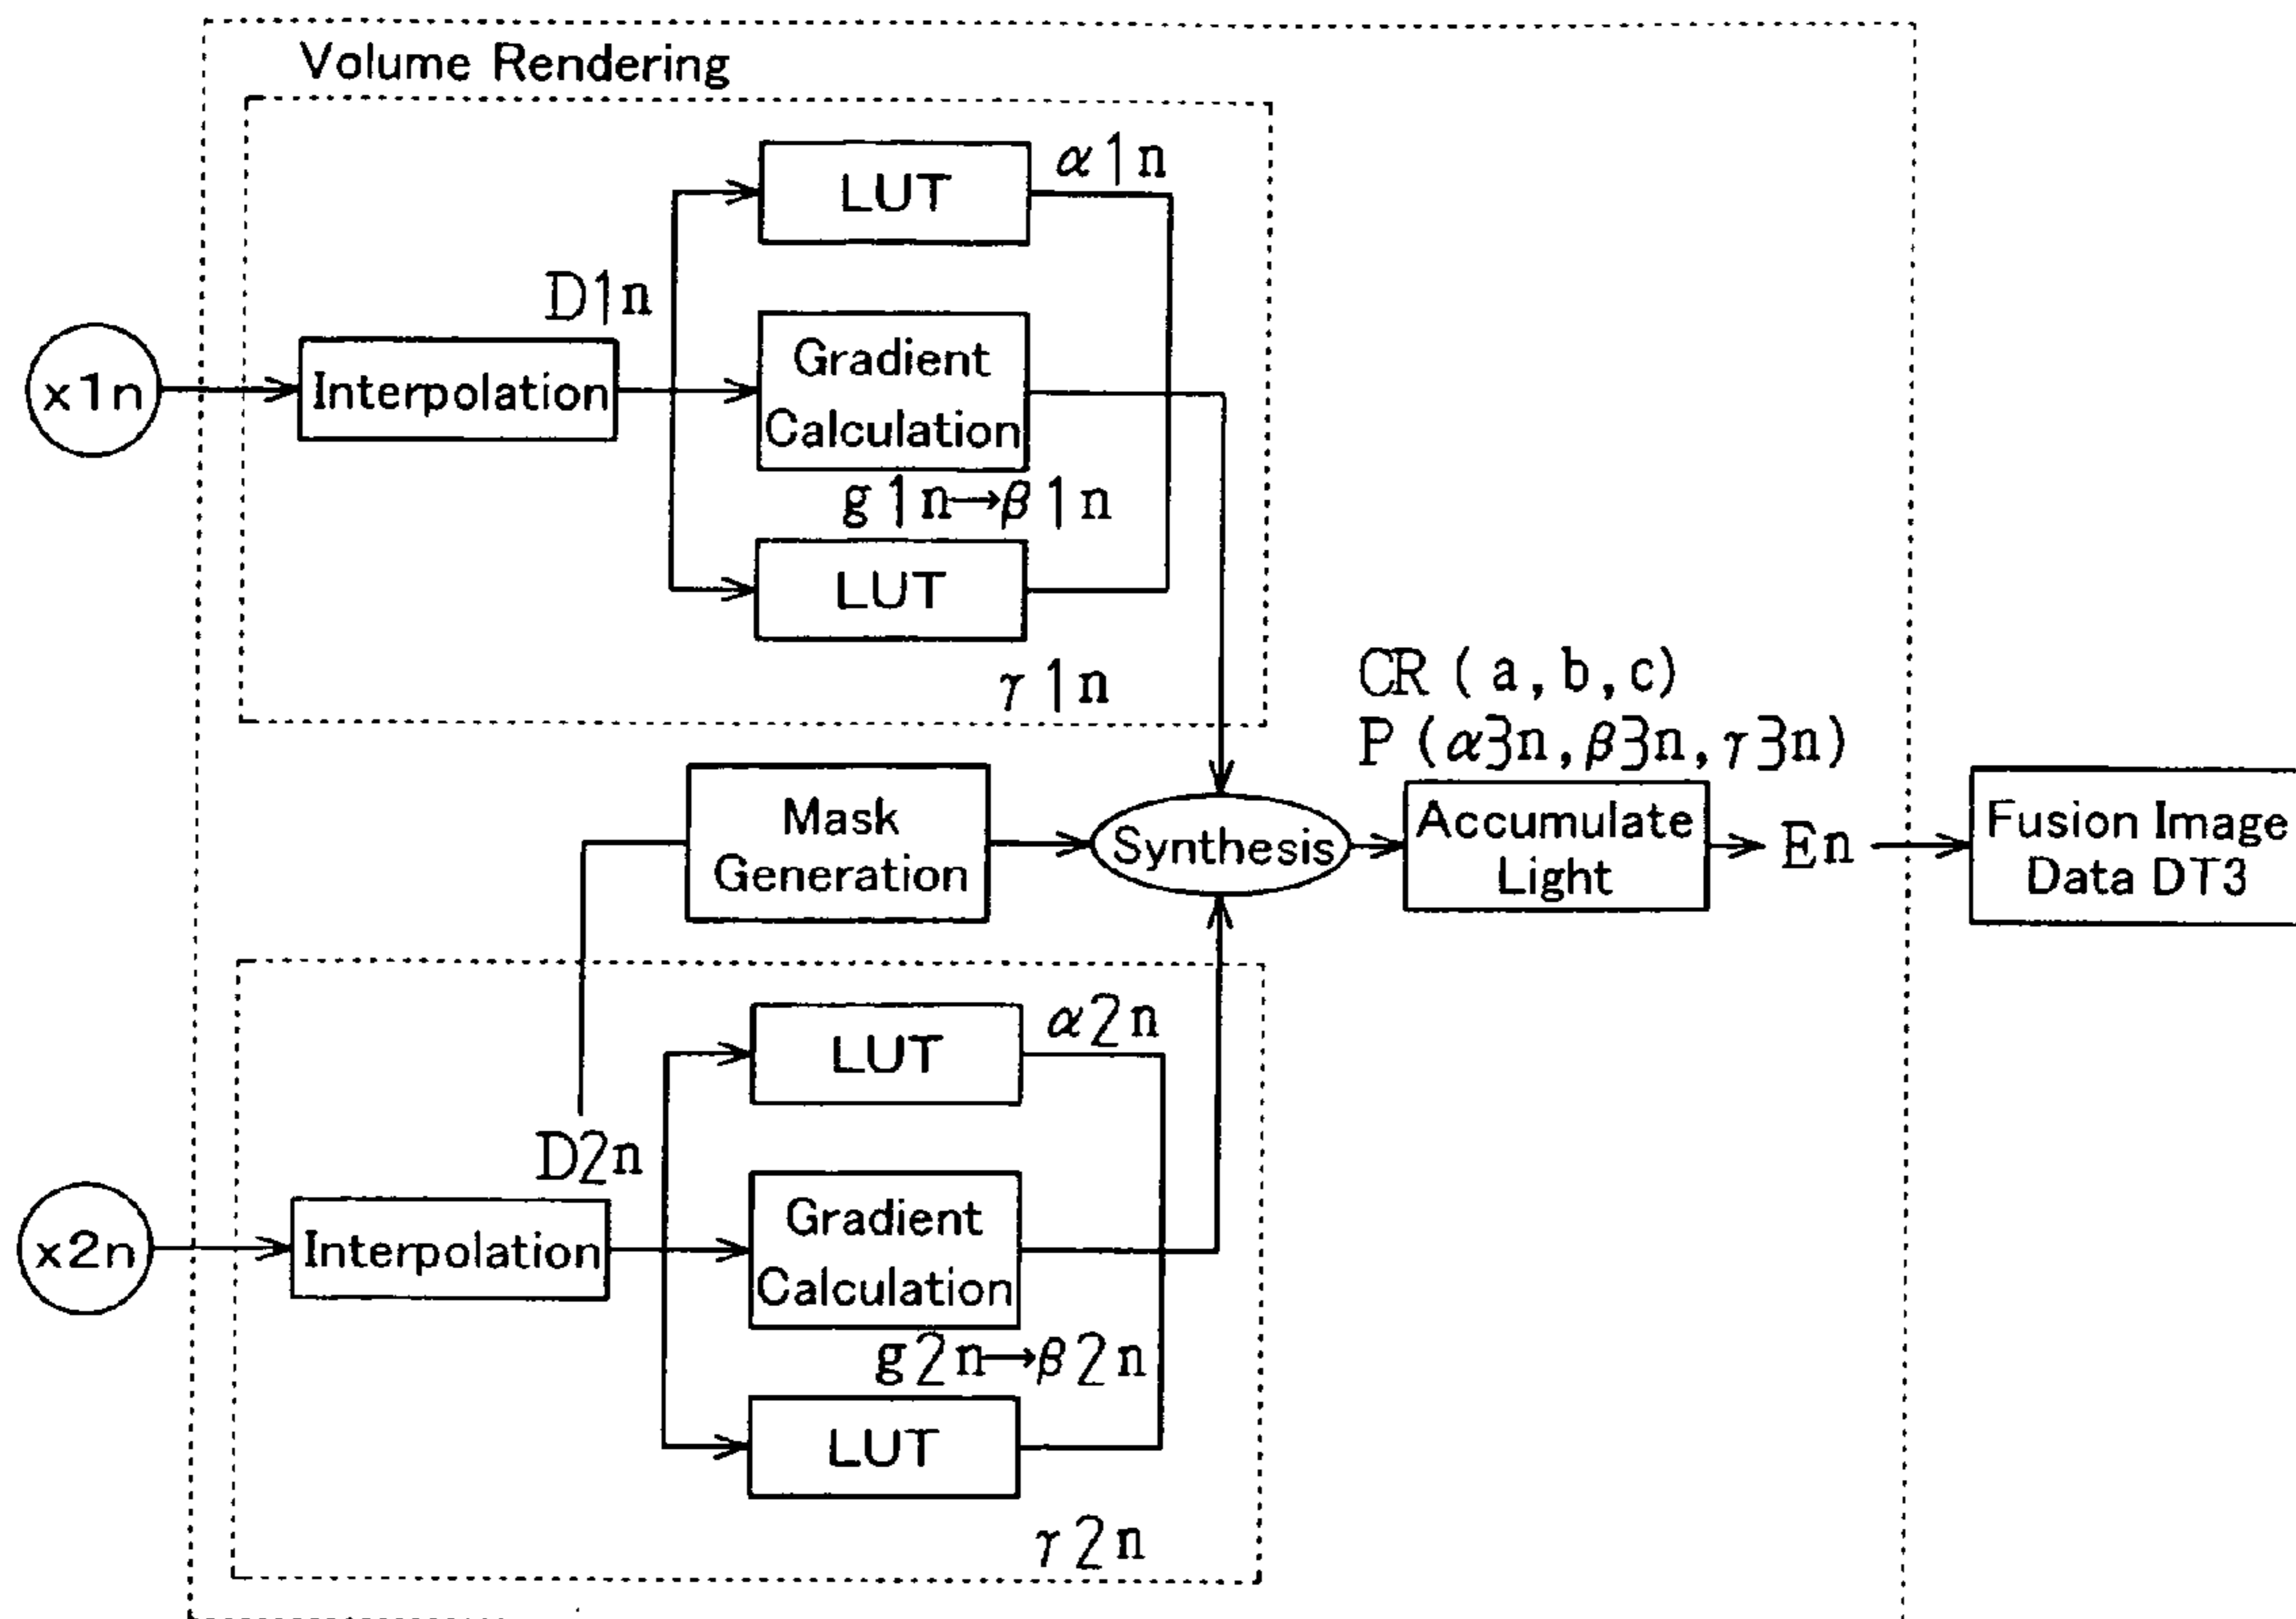 Volume Rendering
LUT
α1n
D1n
x1n
Interpolation
Gradient
Calculation
g1n→β1n
LUT
γ1n
CR (a, b, c)
P (α3n, β3n, γ3n)
Mask
Generation
Synthesis
Accumulate
Light
En
Fusion Image
Data DT3
LUT
α2n
D2n
x2n
Interpolation
Gradient
Calculation
g2n→β2n
LUT
γ2n